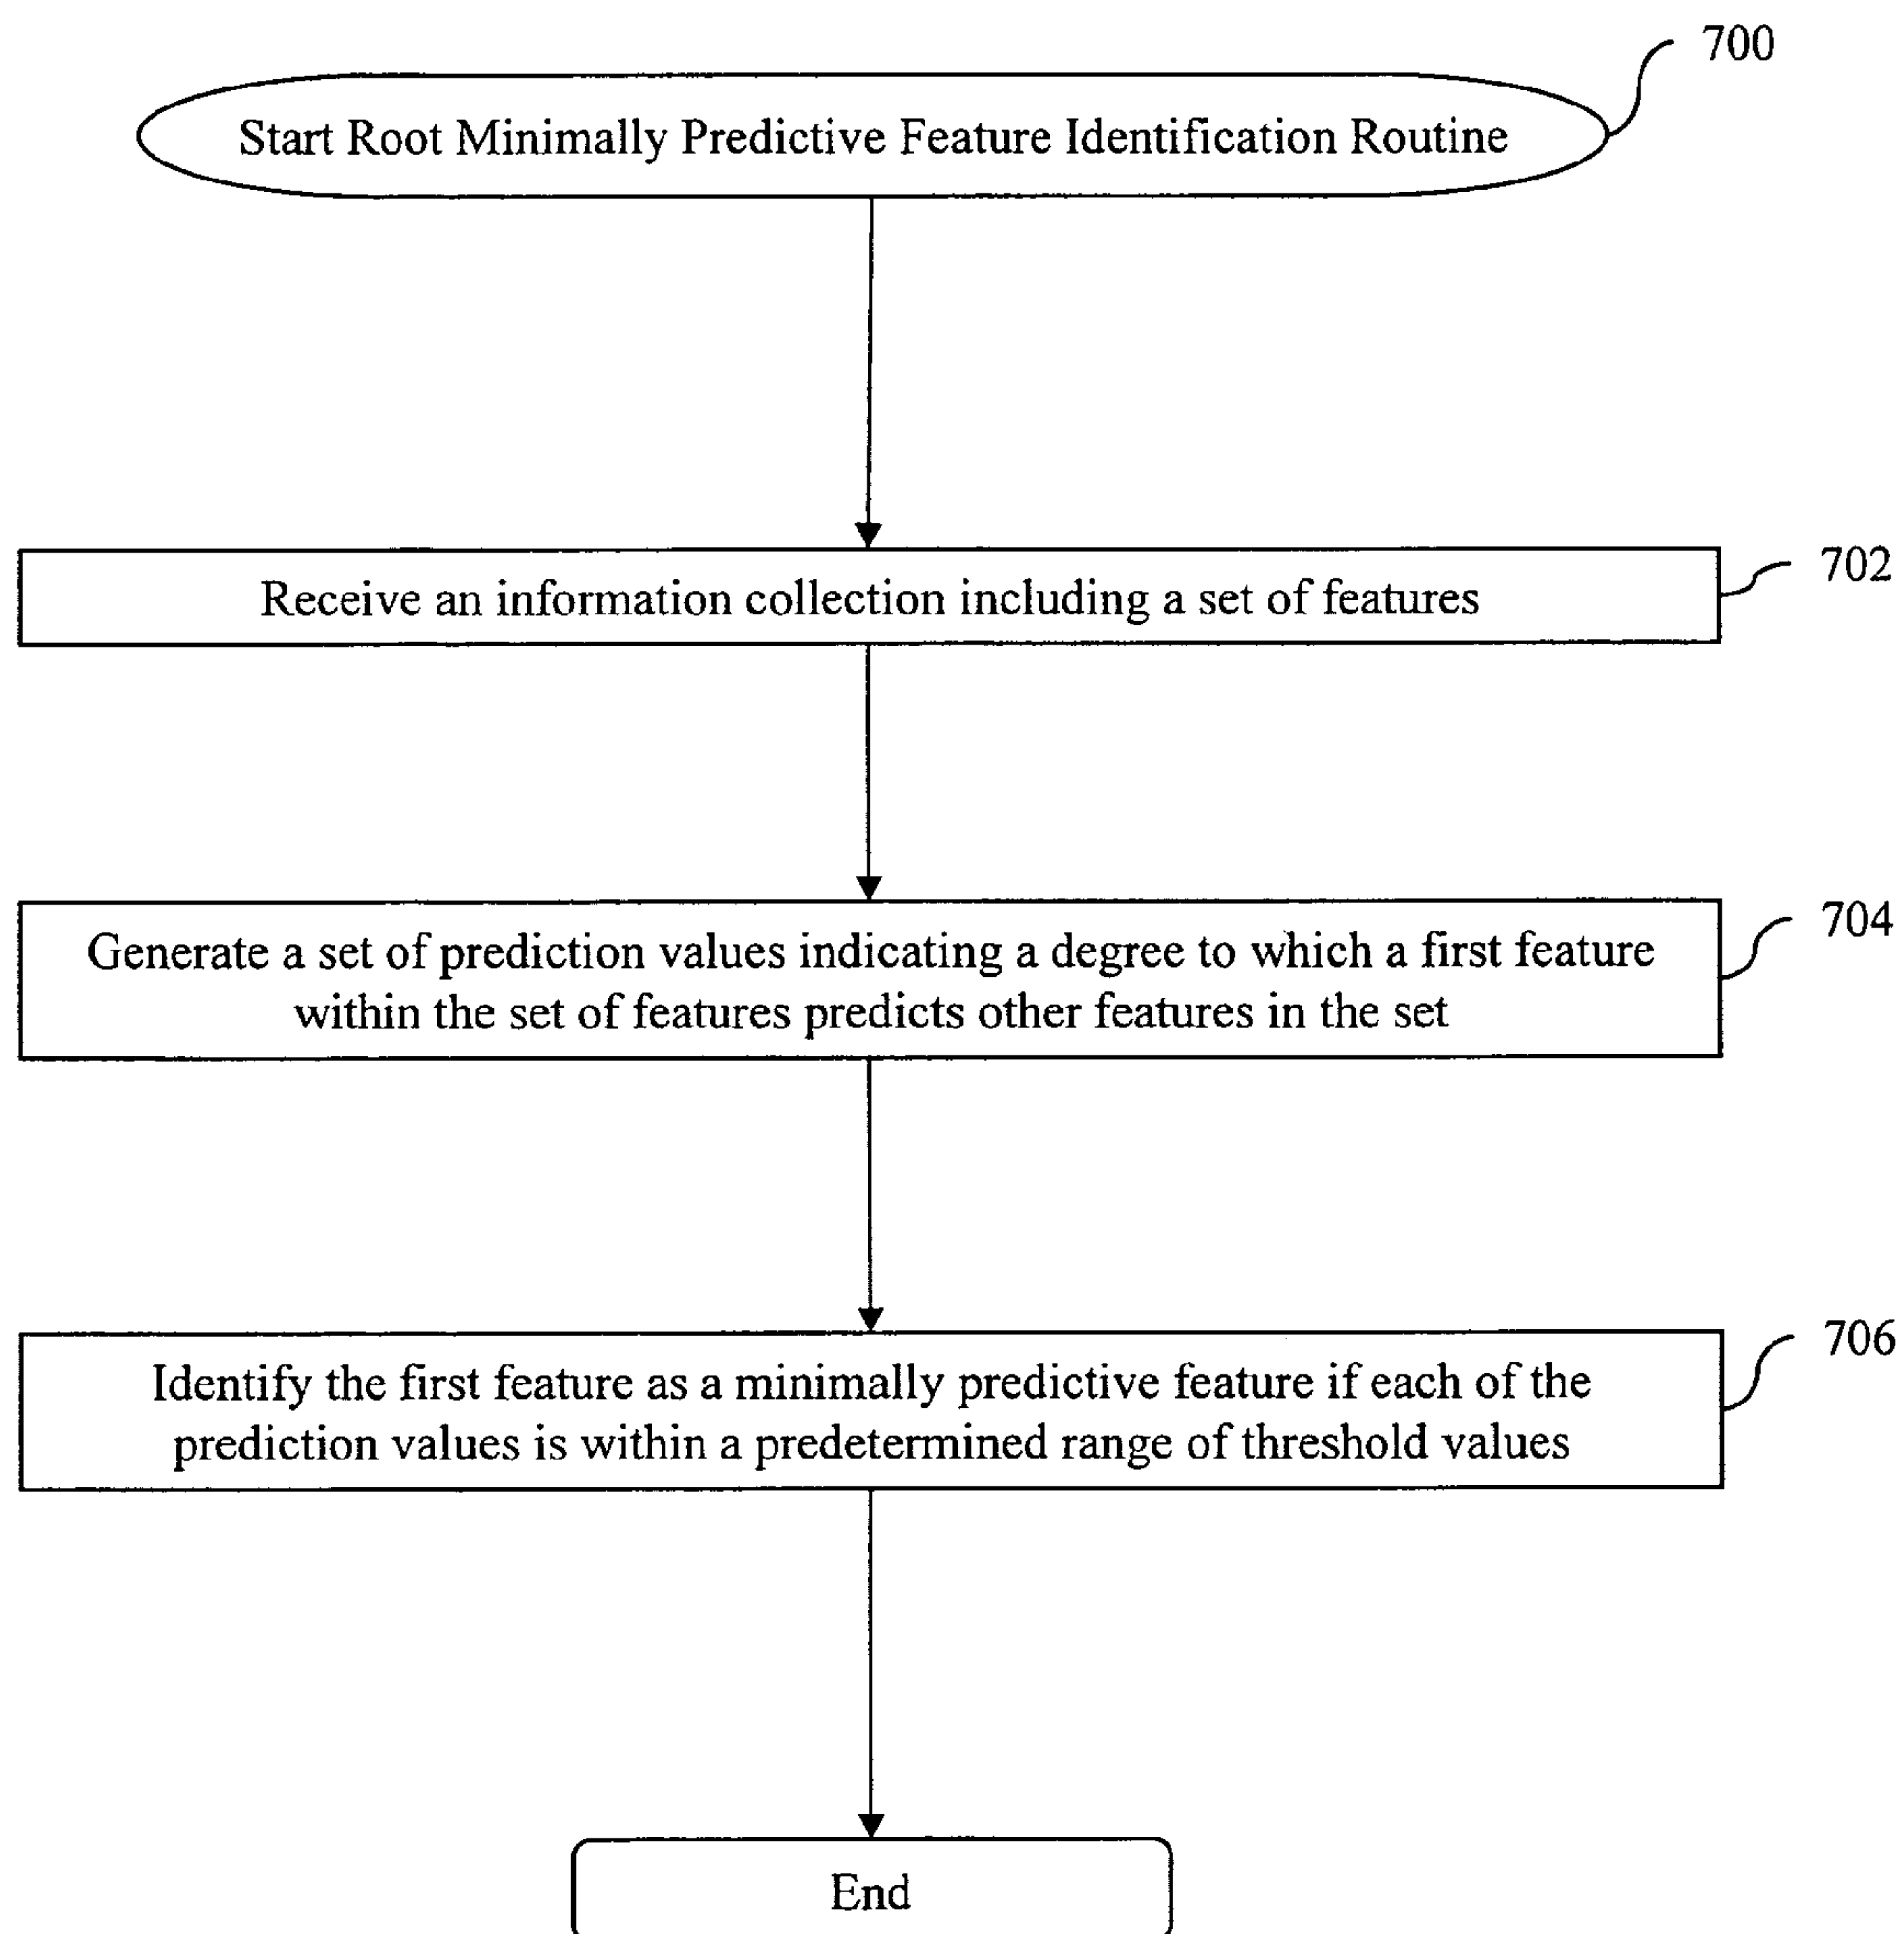 700
Start Root Minimally Predictive Feature Identification Routine
702
Receive an information collection including a set of features
704
Generate a set of prediction values indicating a degree to which a first feature
within the set of features predicts other features in the set
706
Identify the first feature as a minimally predictive feature if each of the
prediction values is within a predetermined range of threshold values
End